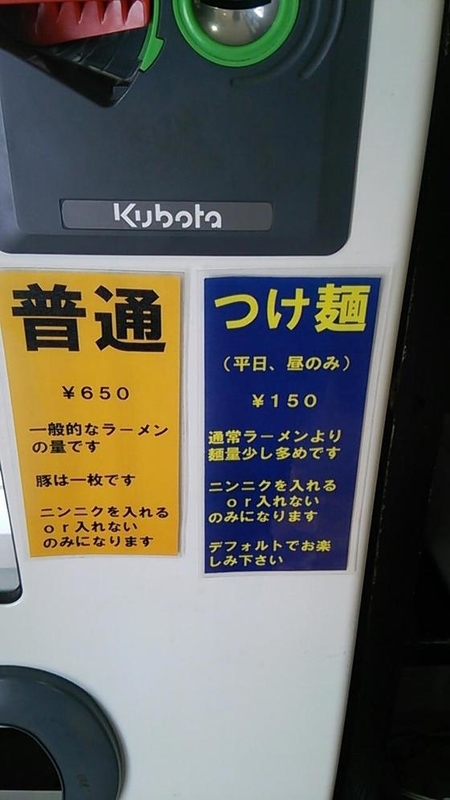 Kubota
普通
￥650
一般的なラーメン
の量です
豚は一枚です
ニンニクを入れる
or入れない
のみになります
つけ麺
（平日、昼のみ）
￥150
通常ラーメンより
麺量少し多めです
ニンニクを入れる
or入れない
のみになります
デフォルトでお楽
しみ下さい